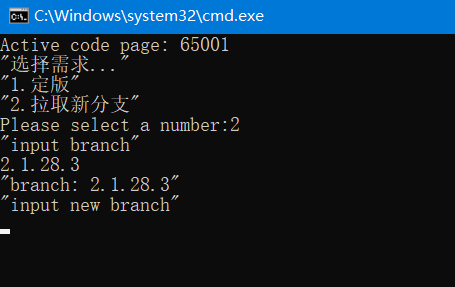 C:\Windows\system32\cmd.exe
Active code page: 65001
"选择需求..."
"1.定版"
"2.拉取新分支"
Please select a number:2
"input branch"
2.1.28.3
"branch: 2.1.28.3"
"input new branch"